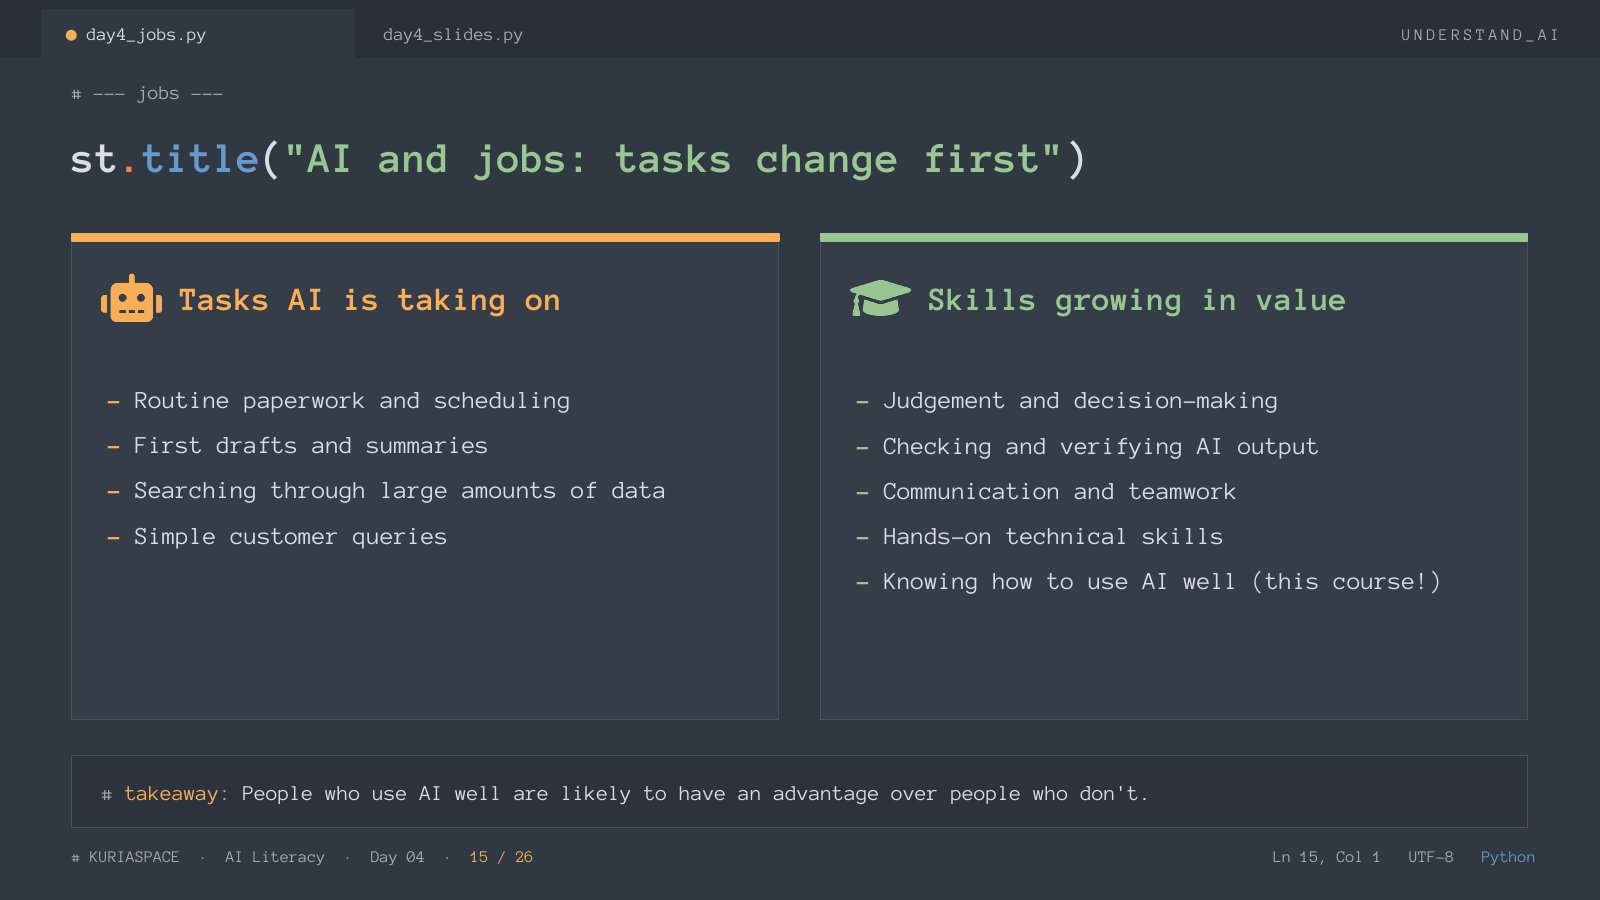 day4_jobs.py
day4_slides.py
UNDERSTAND_AI
# --- jobs ---
st.title("AI and jobs: tasks change first")
Tasks AI is taking on
- Routine paperwork and scheduling
- First drafts and summaries
- Searching through large amounts of data
- Simple customer queries
Skills growing in value
- Judgement and decision-making
- Checking and verifying AI output
- Communication and teamwork
- Hands-on technical skills
- Knowing how to use AI well (this course!)
# takeaway: People who use AI well are likely to have an advantage over people who don't.
# KURIASPACE · AI Literacy · Day 04 · 15 / 26
Ln 15, Col 1 UTF-8 Python